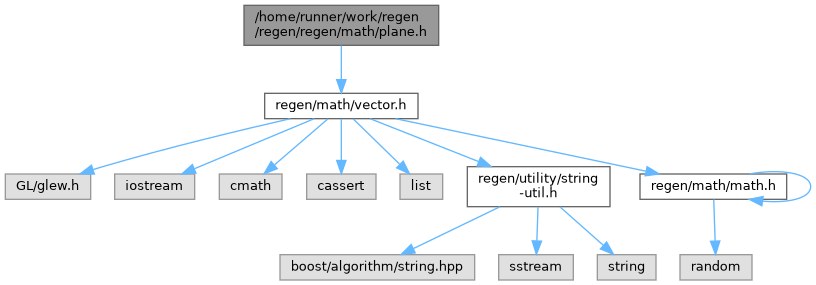 /home/runner/work/regen
/regen/regen/math/plane.h
regen/math/vector.h
GL/glew.h
iostream
cmath
cassert
list
regen/utility/string
-util.h
regen/math/math.h
boost/algorithm/string.hpp
sstream
string
random